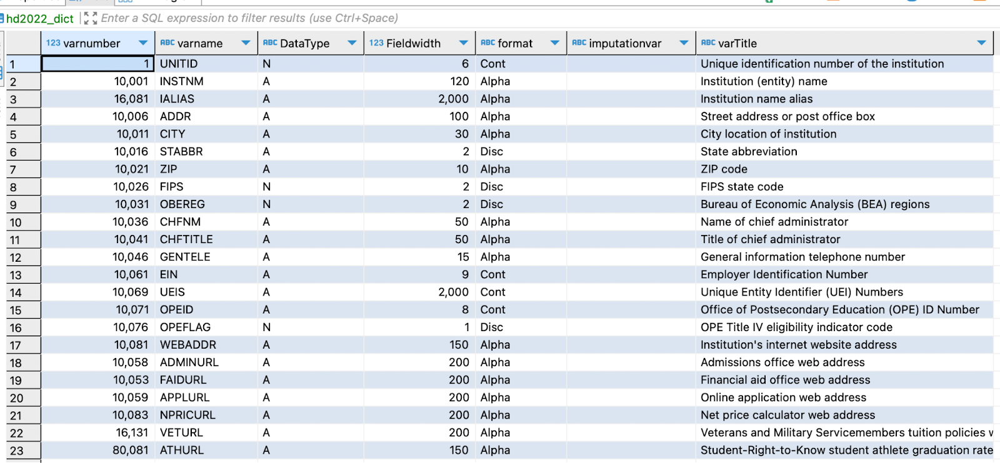 hd2022_dict Enter a SQL expression to filter results (use Ctrl+Space)
123 varnumber ABC varname ABC DataType 123 Fieldwidth ABC format ABC imputationvar ABC varTitle
1 1 UNITID N 6 Cont Unique identification number of the institution
2 10,001 INSTNM A 120 Alpha Institution (entity) name
3 16,081 IALIAS A 2,000 Alpha Institution name alias
4 10,006 ADDR A 100 Alpha Street address or post office box
5 10,011 CITY A 30 Alpha City location of institution
6 10,016 STABBR A 2 Disc State abbreviation
7 10,021 ZIP A 10 Alpha ZIP code
8 10,026 FIPS N 2 Disc FIPS state code
9 10,031 OBEREG N 2 Disc Bureau of Economic Analysis (BEA) regions
10 10,036 CHFNM A 50 Alpha Name of chief administrator
11 10,041 CHFTITLE A 50 Alpha Title of chief administrator
12 10,046 GENTELE A 15 Alpha General information telephone number
13 10,061 EIN A 9 Cont Employer Identification Number
14 10,069 UEIS A 2,000 Cont Unique Entity Identifier (UEI) Numbers
15 10,071 OPEID A 8 Cont Office of Postsecondary Education (OPE) ID Number
16 10,076 OPEFLAG N 1 Disc OPE Title IV eligibility indicator code
17 10,081 WEBADDR A 150 Alpha Institution's internet website address
18 10,058 ADMINURL A 200 Alpha Admissions office web address
19 10,053 FAIDURL A 200 Alpha Financial aid office web address
20 10,059 APPLURL A 200 Alpha Online application web address
21 10,083 NPRICURL A 200 Alpha Net price calculator web address
22 16,131 VETURL A 200 Alpha Veterans and Military Servicemembers tuition policies
23 80,081 ATHURL A 150 Alpha Student-Right-to-Know student athlete graduation rate